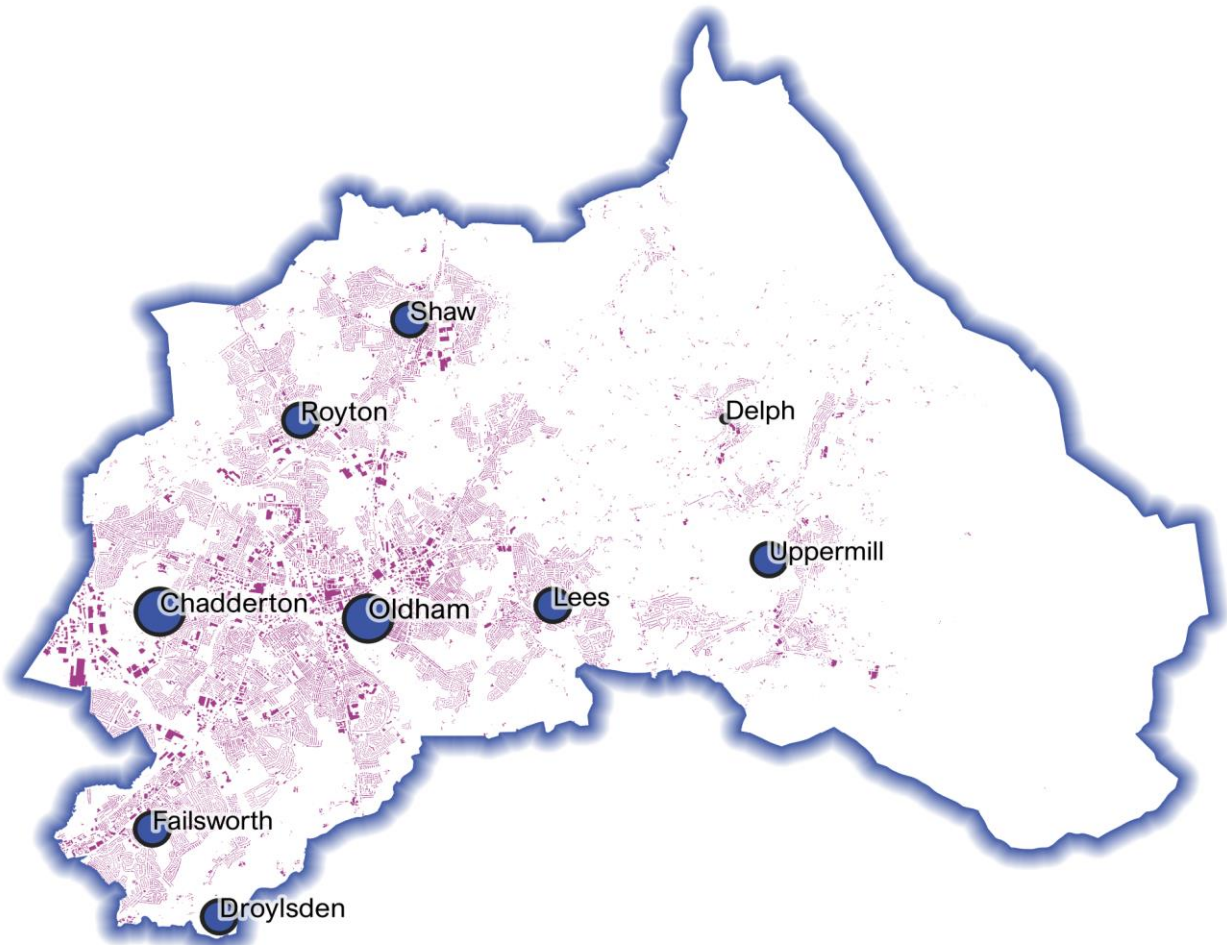 Shaw
Royton
Delph
Uppermill
Chadderton
Oldham
Lees
Failsworth
Droylsden